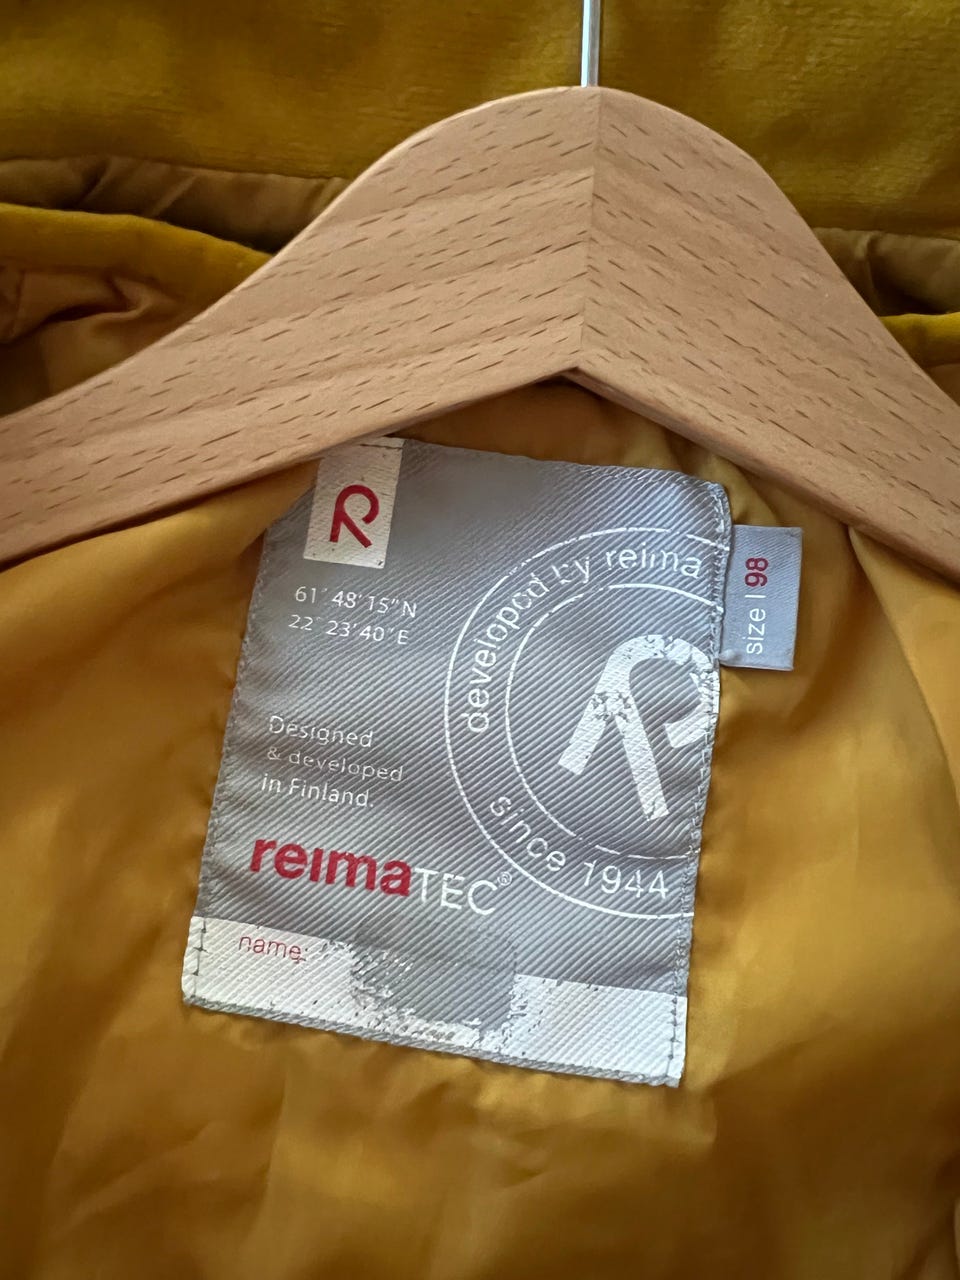 R
61° 48' 15" N
22° 23' 40" E
developed by reima
since 1944
size | 98
Designed
& developed
in Finland.
reimaTEC®
name: